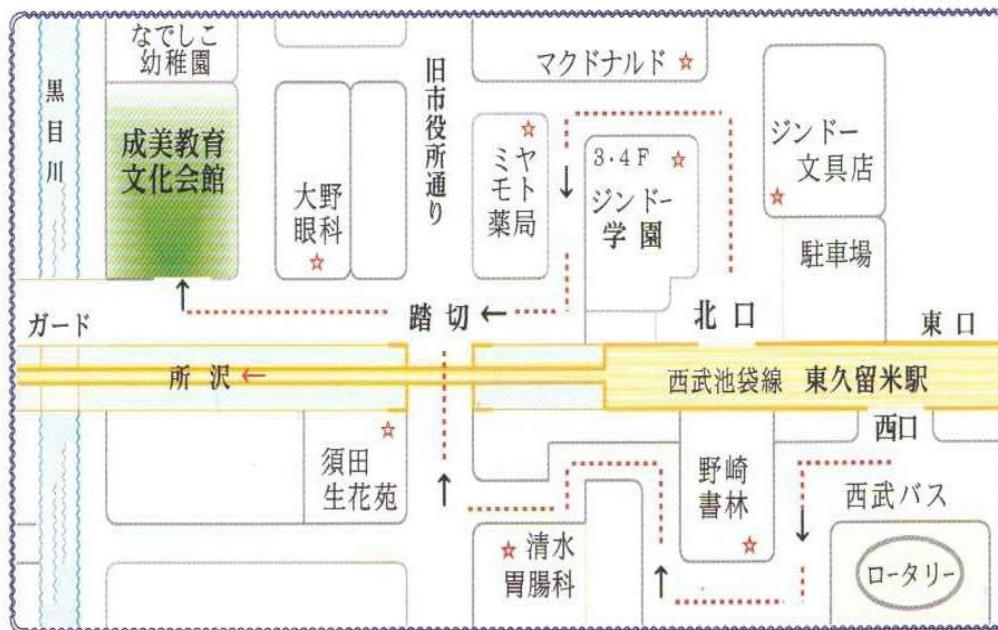 なでしこ
幼稚園
黒目川
成美教育
文化会館
大野
眼科
旧市役所通り
マクドナルド
ミヤ
モト
薬局
3・4F
ジンドー
学園
ジンドー
文具店
駐車場
ガード
踏切
北口
東口
所沢
西武池袋線
東久留米駅
西口
須田
生花苑
野崎
書林
西武バス
清水
胃腸科
ロータリー